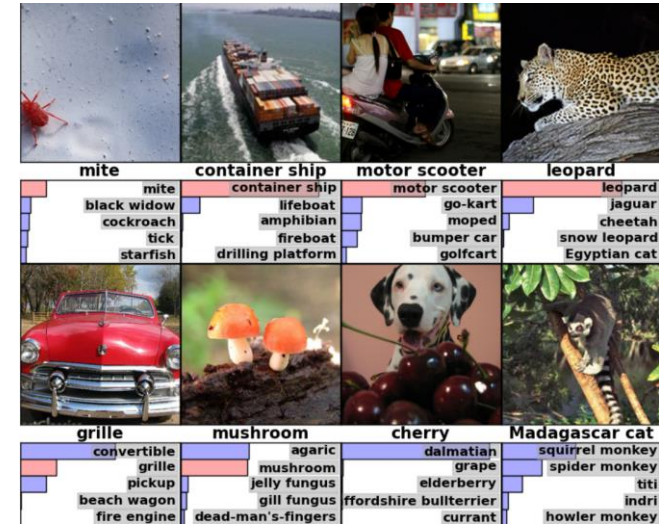 mite
container ship
motor scooter
leopard
mite
black widow
cockroach
tick
starfish
container ship
lifeboat
amphibian
fireboat
drilling platform
motor scooter
go-kart
moped
bumper car
golfcart
leopard
jaguar
cheetah
snow leopard
Egyptian cat
grille
mushroom
cherry
Madagascar cat
convertible
grille
pickup
beach wagon
fire engine
agaric
mushroom
jelly fungus
gill fungus
dead-man's-fingers
dalmatian
grape
elderberry
ffordshire bullterrier
currant
squirrel monkey
spider monkey
titi
indri
howler monkey